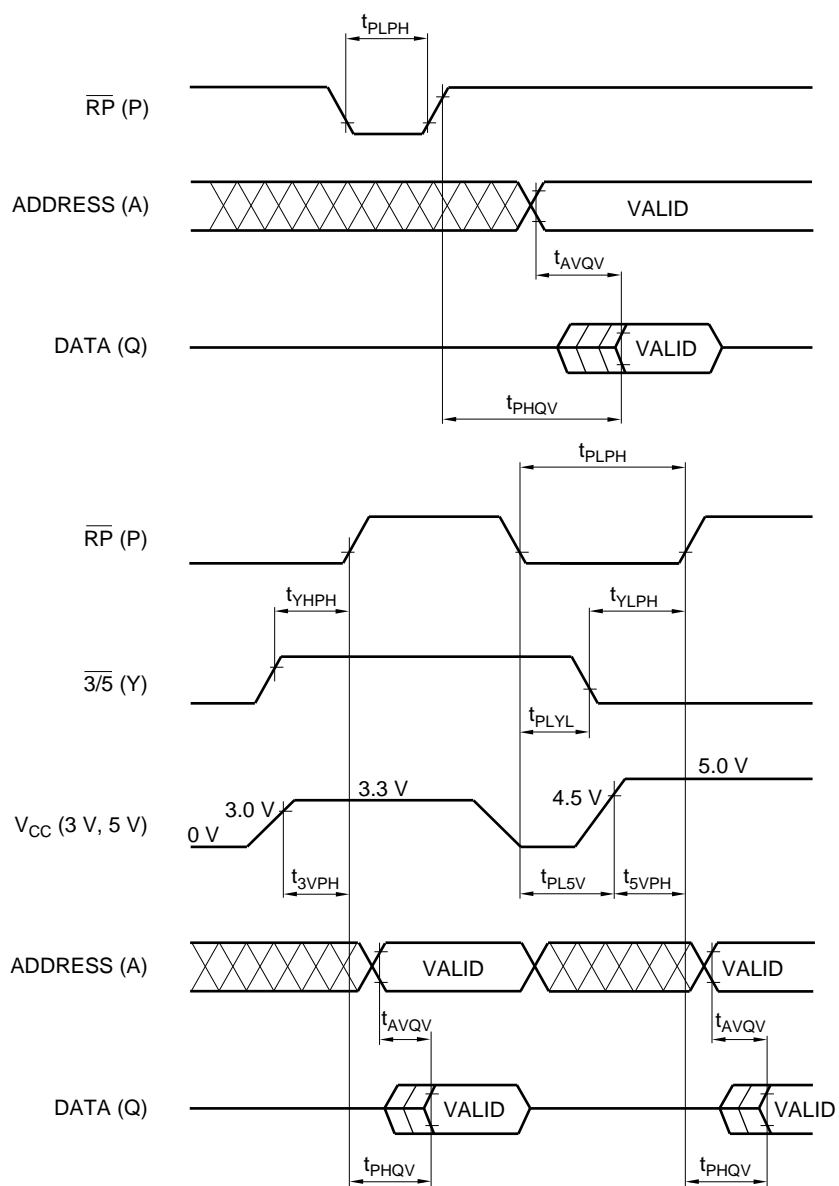 tPLPH
RP (P)
ADDRESS (A)
VALID
tAVQV
DATA (Q)
VALID
tPHQV
tPLPH
RP (P)
tYHPH
tYLPH
3/5 (Y)
tPLYL
5.0 V
3.3 V
4.5 V
3.0 V
VCC (3 V, 5 V)
0 V
t3VPH
tPL5V
t5VPH
ADDRESS (A)
VALID
VALID
tAVQV
tAVQV
DATA (Q)
VALID
VALID
tPHQV
tPHQV